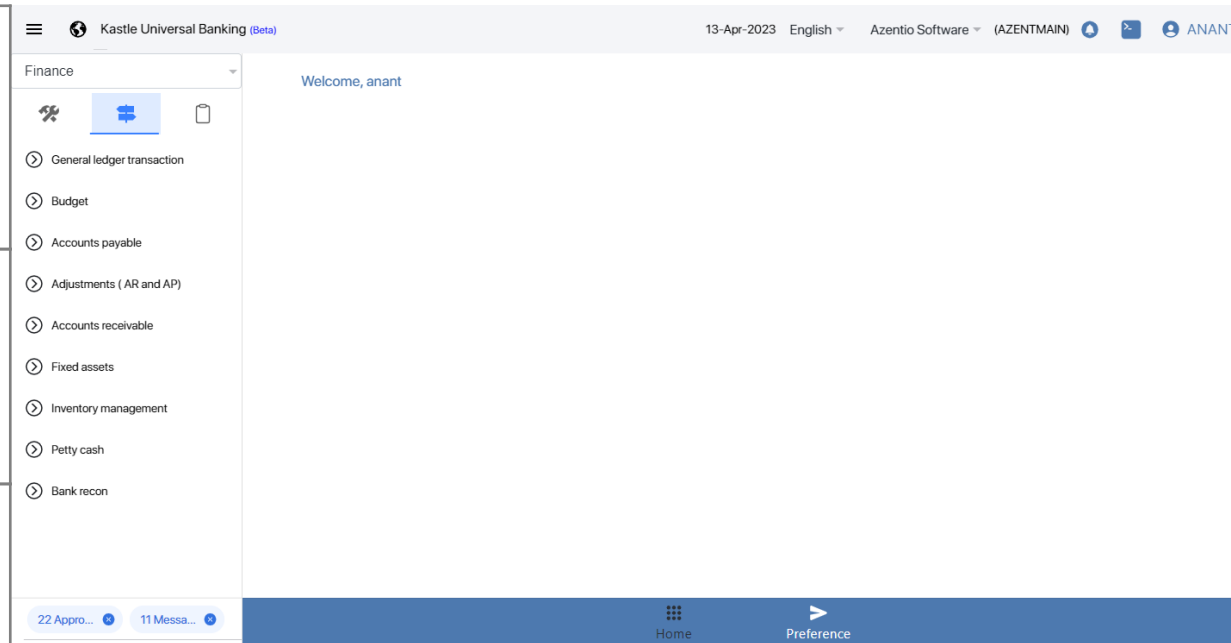 Kastle Universal Banking (Beta) 13-Apr-2023 English Azentio Software (AZENTMAIN) ANANT
Finance
Welcome, anant
General ledger transaction
Budget
Accounts payable
Adjustments ( AR and AP)
Accounts receivable
Fixed assets
Inventory management
Petty cash
Bank recon
22 Appro... 11 Messa...
Home Preference